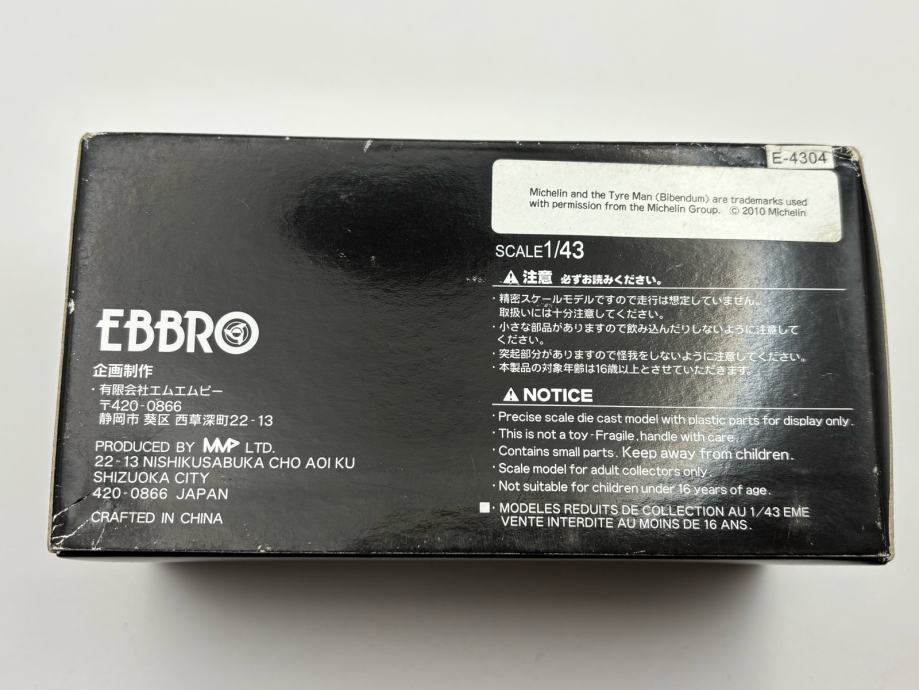 E-4304
Michelin and the Tyre Man (Bibendum) are trademarks used
with permission from the Michelin Group. © 2010 Michelin
SCALE1/43
注意 必ずお読みください。
・精密スケールモデルですので走行は想定していません。
取扱いには十分注意してください。
・小さな部品がありますので飲み込んだりしないように注意して
ください。
・突起部分がありますので怪我をしないように注意してください。
・本製品の対象年齢は16歳以上とさせていただきます。
NOTICE
・Precise scale die cast model with plastic parts for display only.
・This is not a toy - Fragile, handle with care.
・Contains small parts. Keep away from children.
・Scale model for adult collectors only.
・Not suitable for children under 16 years of age.
■・MODELES REDUITS DE COLLECTION AU 1/43 EME
VENTE INTERDITE AU MOINS DE 16 ANS.
EBBRO
企画制作
・有限会社エムエムピー
〒420-0866
静岡市 葵区 西草深町22-13
PRODUCED BY MMP LTD.
22-13 NISHIKUSABUKA CHO AOI KU
SHIZUOKA CITY
420-0866 JAPAN
CRAFTED IN CHINA